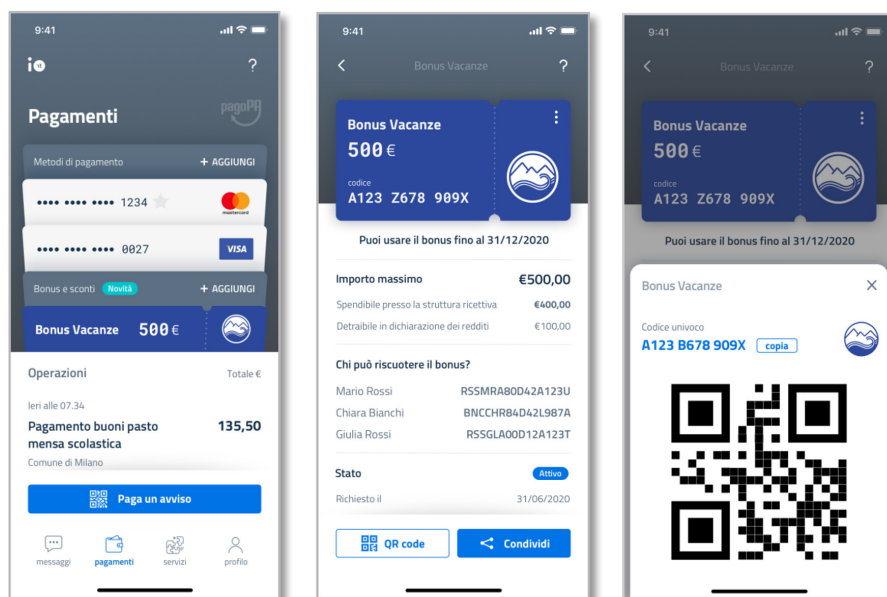 9:41
io
?
Pagamenti
pagoPA
Metodi di pagamento + AGGIUNGI
•••• •••• •••• 1234
mastercard
•••• •••• •••• 0027 VISA
Bonus e sconti Novità + AGGIUNGI
Bonus Vacanze 500 €
Operazioni Totale €
Ieri alle 07.34
Pagamento buoni pasto 135,50
mensa scolastica
Comune di Milano
Paga un avviso
messaggi pagamenti servizi profilo
9:41
Bonus Vacanze ?
Bonus Vacanze
500 €
codice
A123 Z678 909X
Puoi usare il bonus fino al 31/12/2020
Importo massimo €500,00
Spendibile presso la struttura ricettiva €400,00
Detraibile in dichiarazione dei redditi €100,00
Chi può riscuotere il bonus?
Mario Rossi RSSMRA80D42A123U
Chiara Bianchi BNCCHR84D42L987A
Giulia Rossi RSSGLA00D12A123T
Stato Attivo
Richiesto il 31/06/2020
QR code Condividi
9:41
Bonus Vacanze ?
Bonus Vacanze
500 €
codice
A123 Z678 909X
Puoi usare il bonus fino al 31/12/2020
Bonus Vacanze
Codice univoco
A123 B678 909X copia